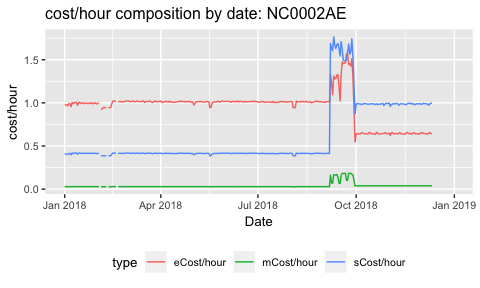 cost/hour composition by date: NC0002AE
cost/hour
1.5
1.0
0.5
0.0
Jan 2018 Apr 2018 Jul 2018 Oct 2018 Jan 2019
Date
type eCost/hour mCost/hour sCost/hour